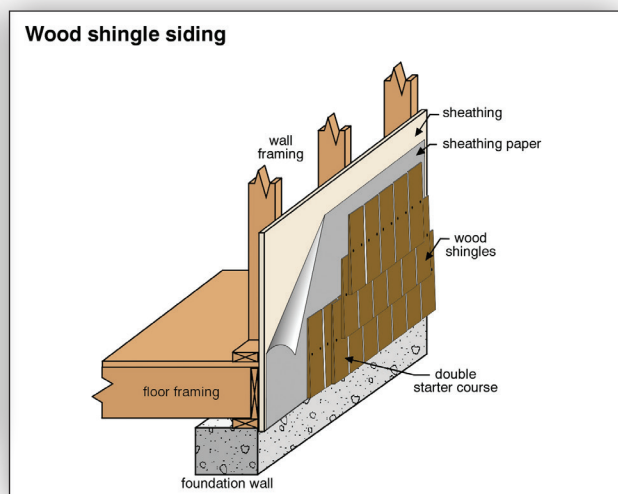 Wood shingle siding
sheathing
wall
framing
sheathing paper
wood
shingles
double
starter course
floor framing
foundation wall